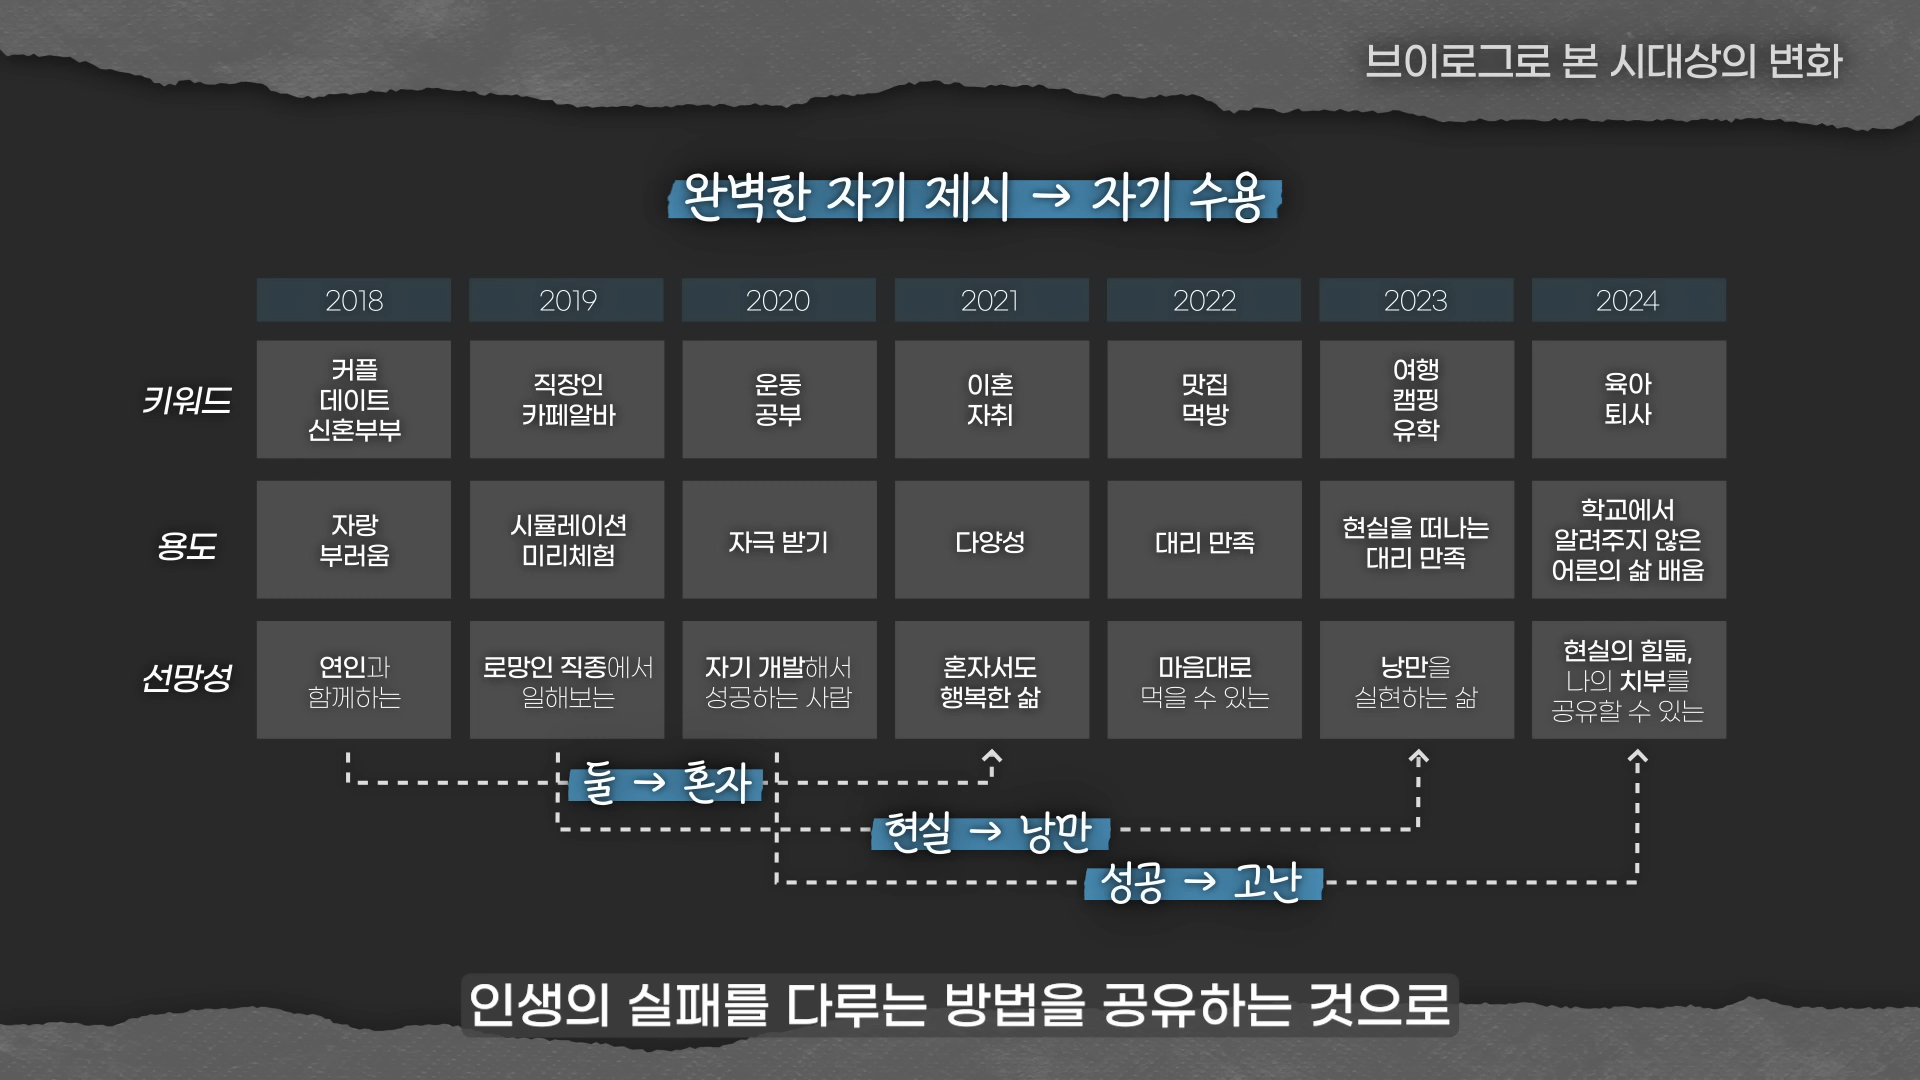 브이로그로 본 시대상의 변화
완벽한 자기 제시 → 자기 수용
2018 2019 2020 2021 2022 2023 2024
키워드
커플
데이트
신혼부부
직장인
카페알바
운동
공부
이혼
자취
맛집
먹방
여행
캠핑
유학
육아
퇴사
용도
자랑
부러움
시뮬레이션
미리체험
자극 받기
다양성
대리 만족
현실을 떠나는
대리 만족
학교에서
알려주지 않은
어른의 삶 배움
선망성
연인과
함께하는
로망인 직종에서
일해보는
자기 개발해서
성공하는 사람
혼자서도
행복한 삶
마음대로
먹을 수 있는
낭만을
실현하는 삶
현실의 힘듦,
나의 치부를
공유할 수 있는
둘 → 혼자
현실 → 낭만
성공 → 고난
인생의 실패를 다루는 방법을 공유하는 것으로